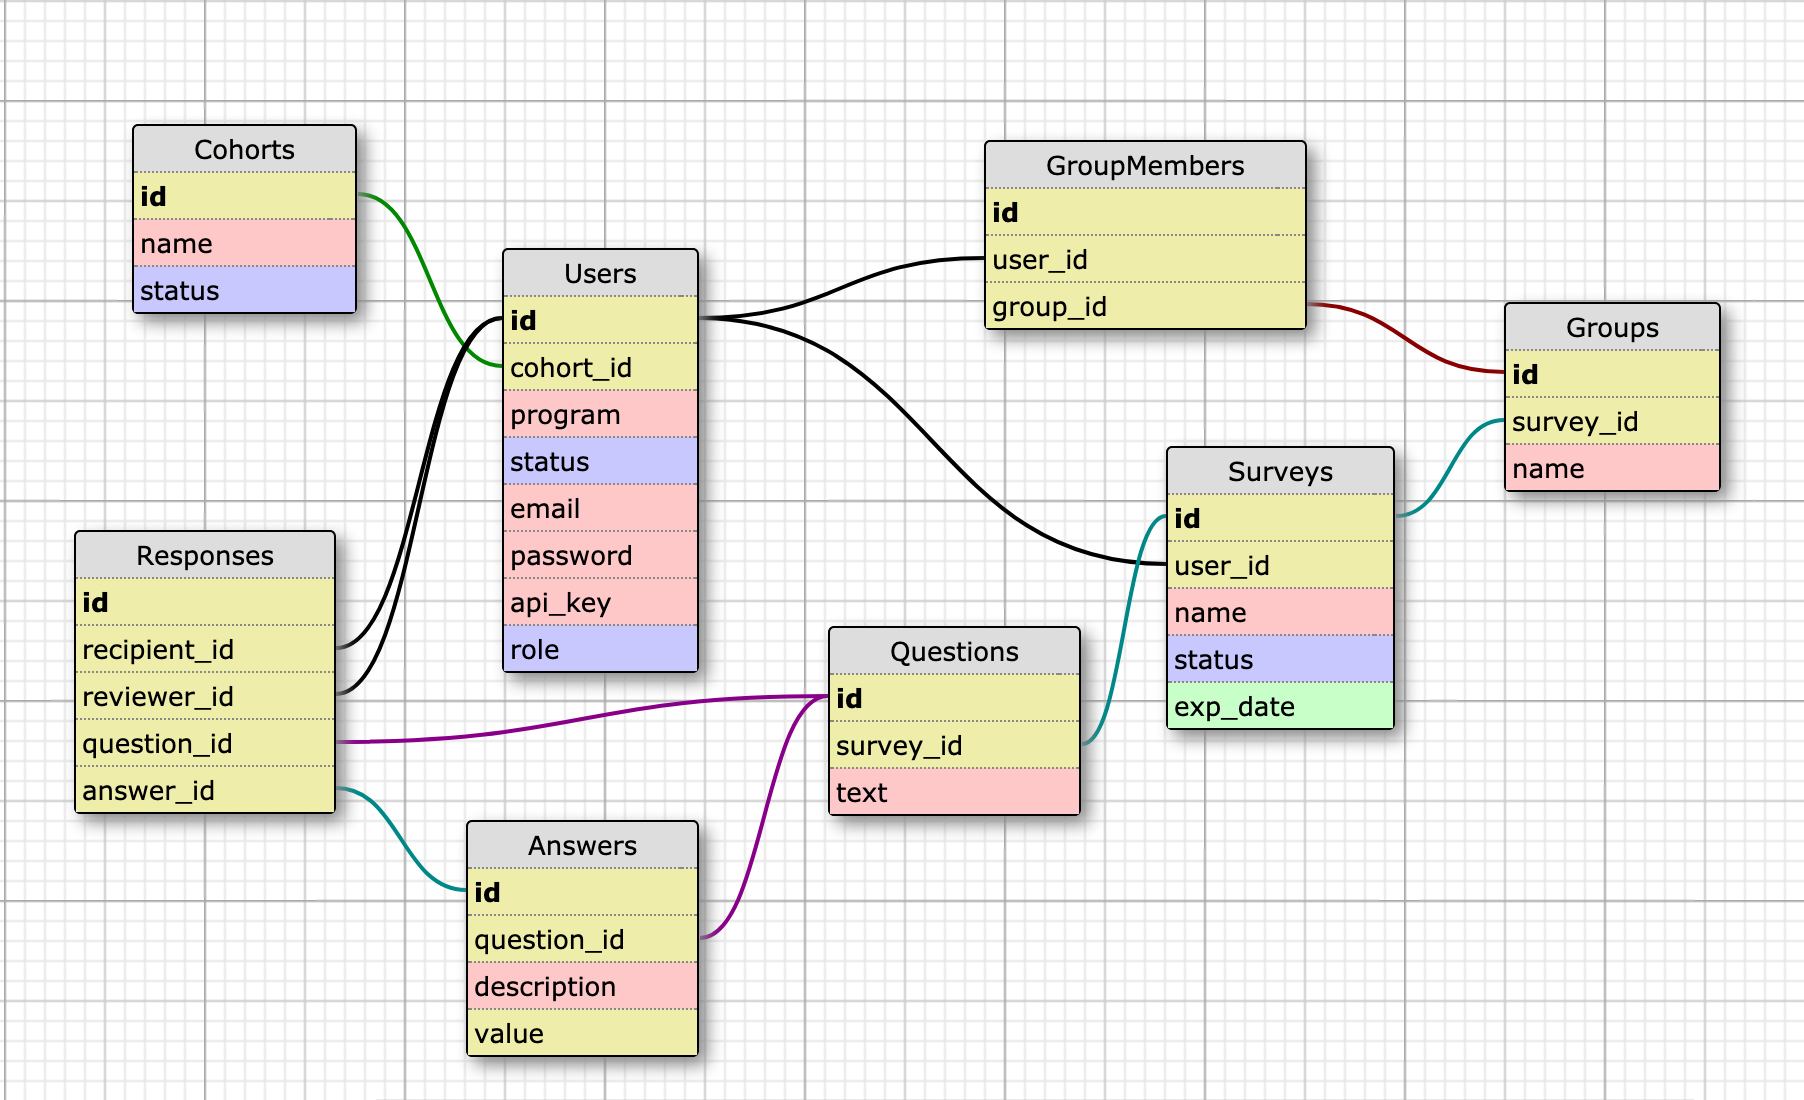 Cohorts
id
name
status
Users
id
cohort_id
program
status
email
password
api_key
role
GroupMembers
id
user_id
group_id
Groups
id
survey_id
name
Surveys
id
user_id
name
status
exp_date
Responses
id
recipient_id
reviewer_id
question_id
answer_id
Questions
id
survey_id
text
Answers
id
question_id
description
value